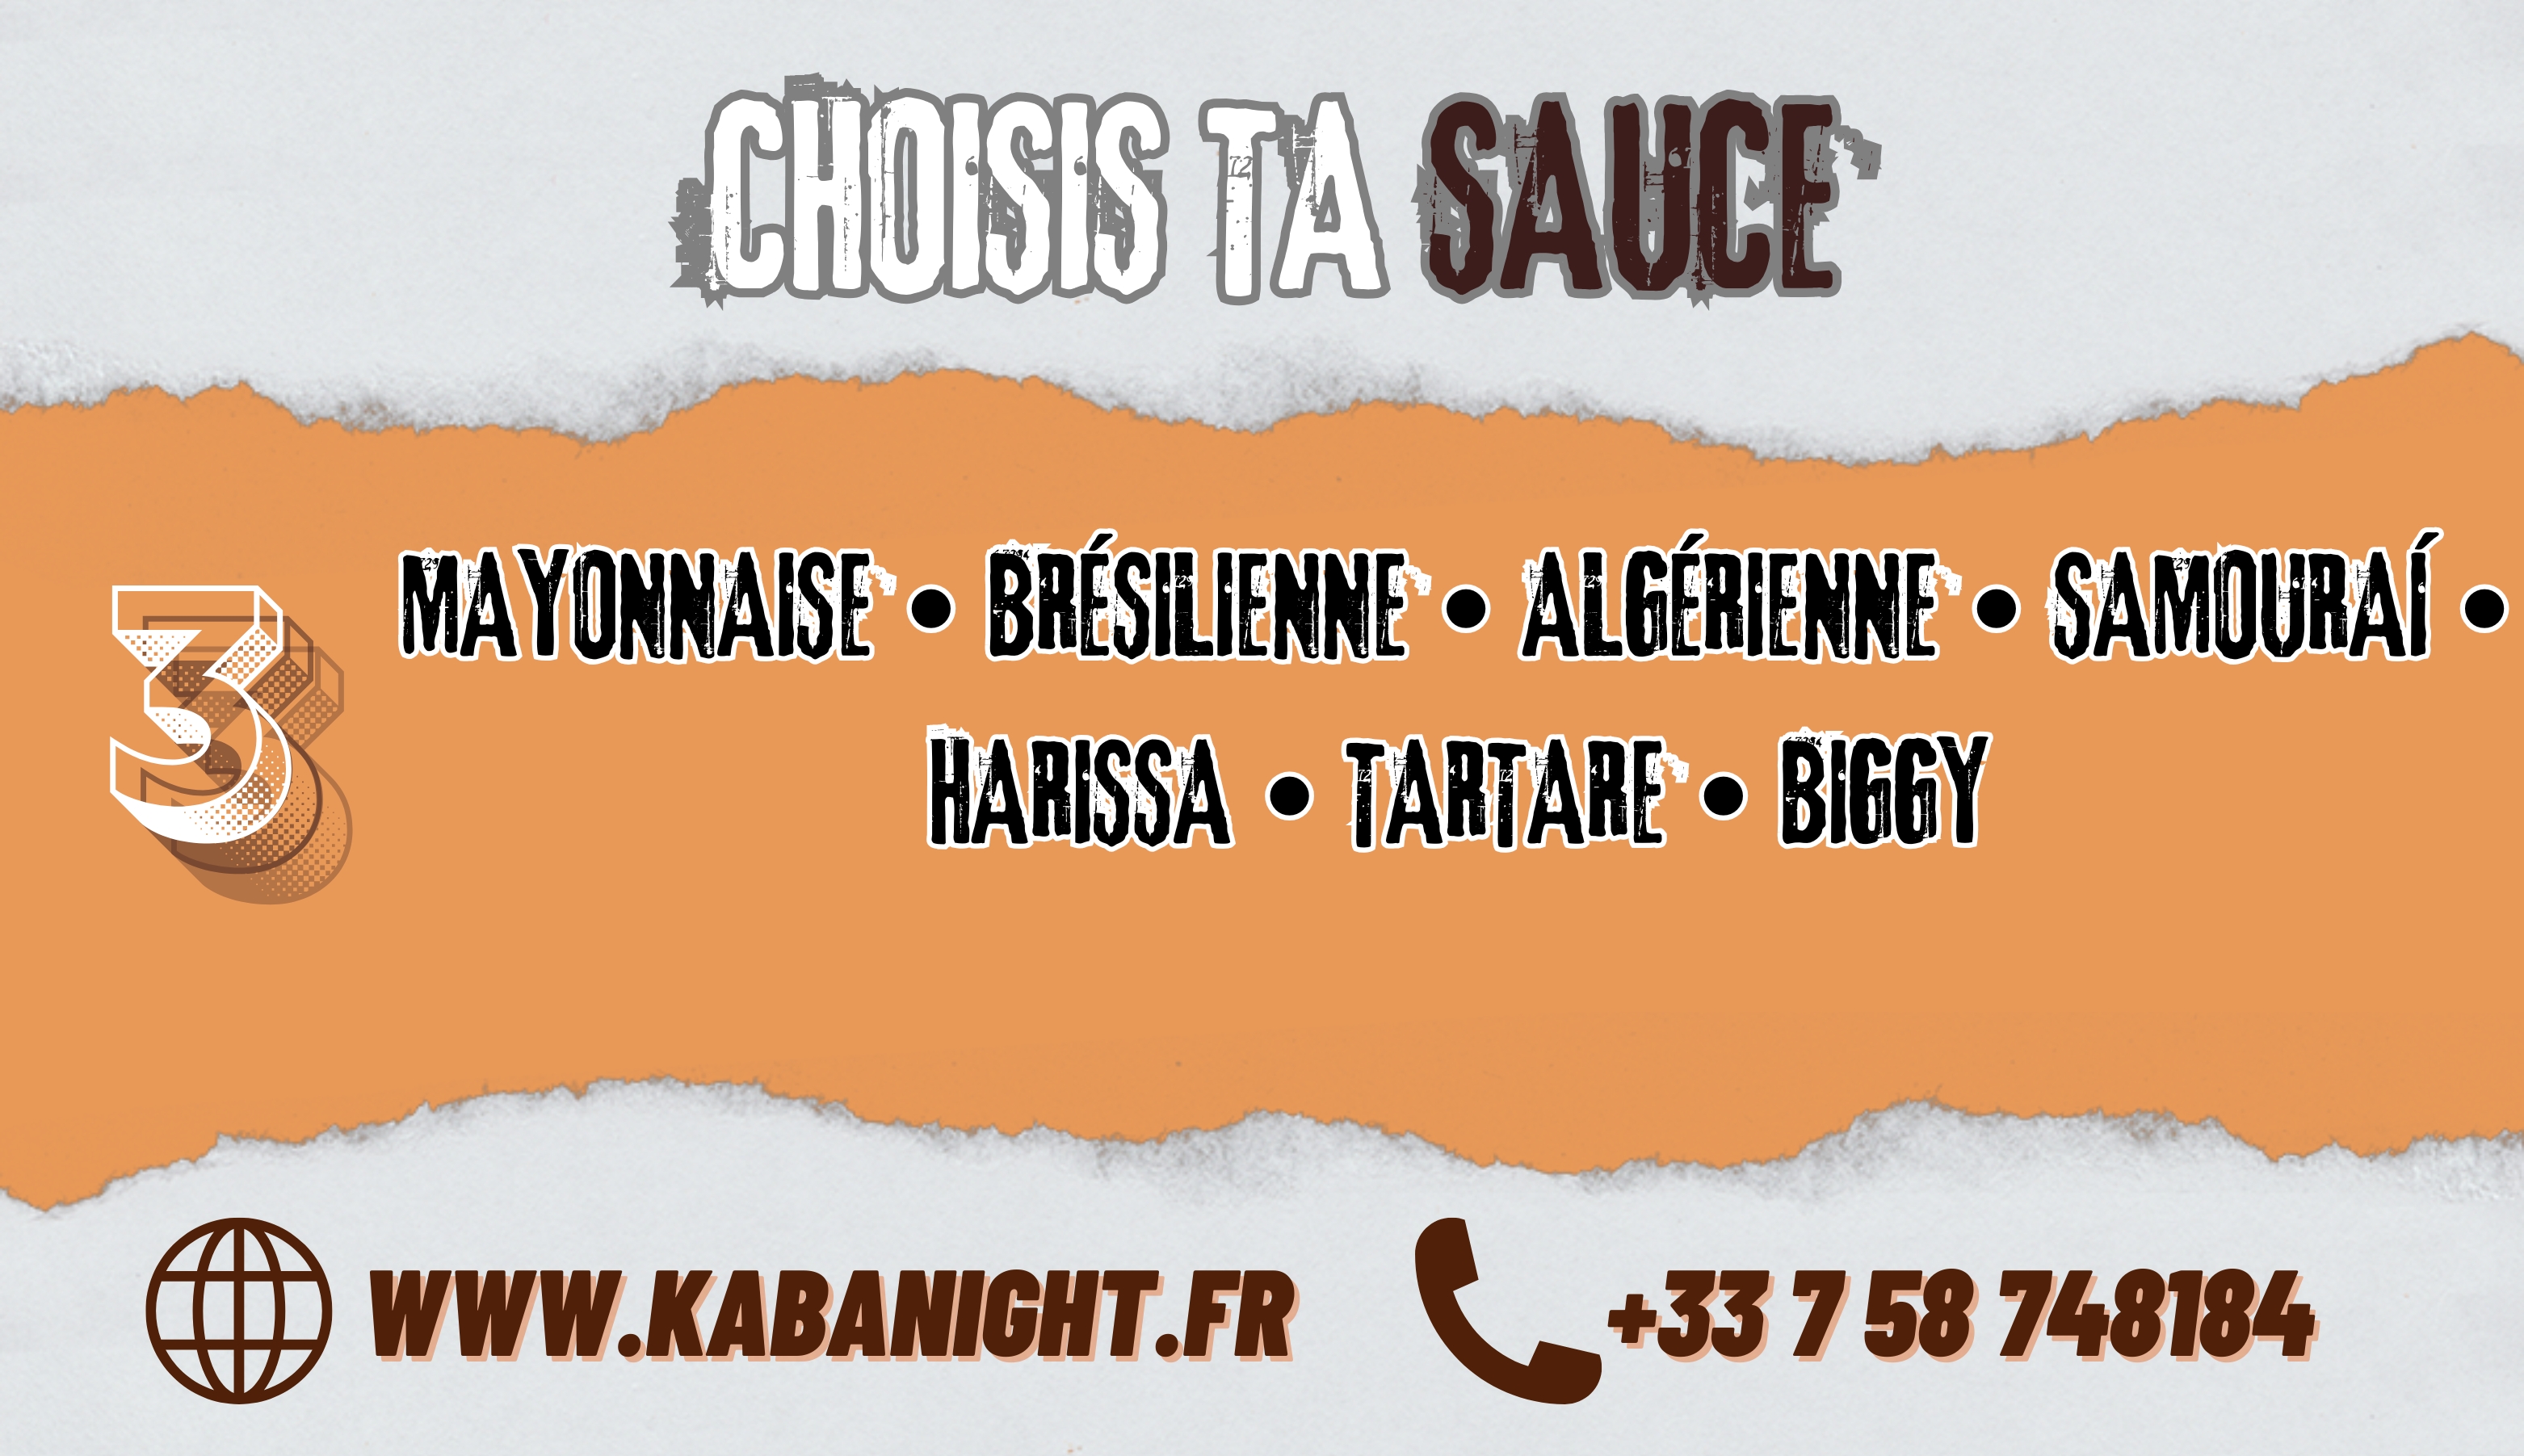 CHOISIS TA SAUCE
3
MAYONNAISE • BRÉSILIENNE • ALGÉRIENNE • SAMOURAÍ •
HARISSA • TARTARE • BIGGY
WWW.KABANIGHT.FR
+33 7 58 748184